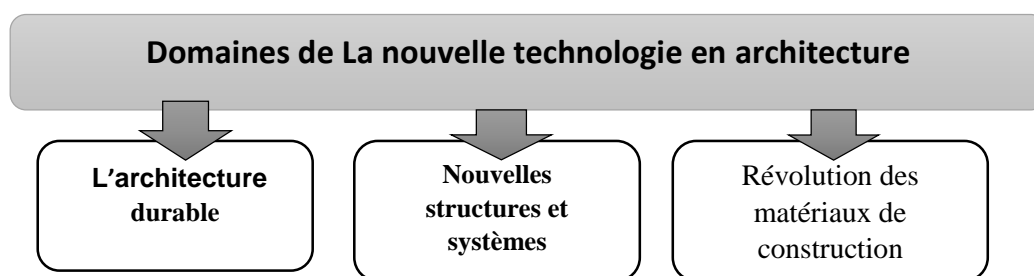 Domaines de La nouvelle technologie en architecture
L'architecture
durable
Nouvelles
structures et
systèmes
Révolution des
matériaux de
construction